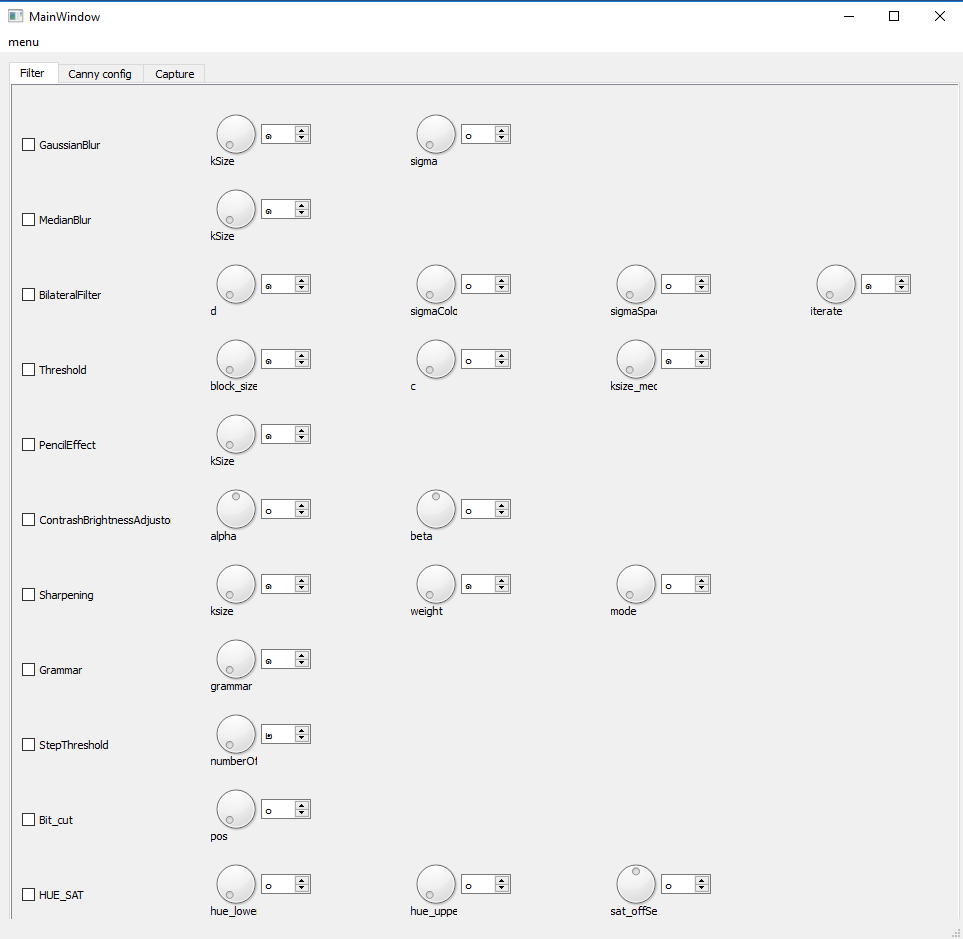 MainWindow
menu
Filter Canny config Capture
GaussianBlur ๑ ๐
kSize sigma
MedianBlur ๑
kSize
BilateralFilter ๑ ๐ ๐ ๑
d sigmaColo sigmaSpa iterate
Threshold ๑ ๐ ๑
block_size c ksize_med
PencilEffect ๑
kSize
ContrashBrightnessAdjusto ๐ ๐
alpha beta
Sharpening ๑ ๑ ๐
ksize weight mode
Grammar ๑
grammar
StepThreshold ๒
numberOf
Bit_cut ๐
pos
HUE_SAT ๐ ๐ ๐
hue_lowe hue_uppe sat_offSe